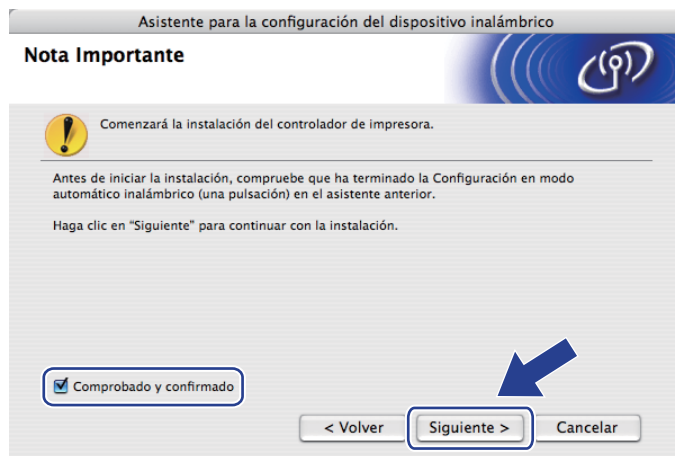 Asistente para la configuración del dispositivo inalámbrico
Nota Importante
Comenzará la instalación del controlador de impresora.
Antes de iniciar la instalación, compruebe que ha terminado la Configuración en modo
automático inalámbrico (una pulsación) en el asistente anterior.
Haga clic en "Siguiente" para continuar con la instalación.
Comprobado y confirmado
< Volver
Siguiente >
Cancelar